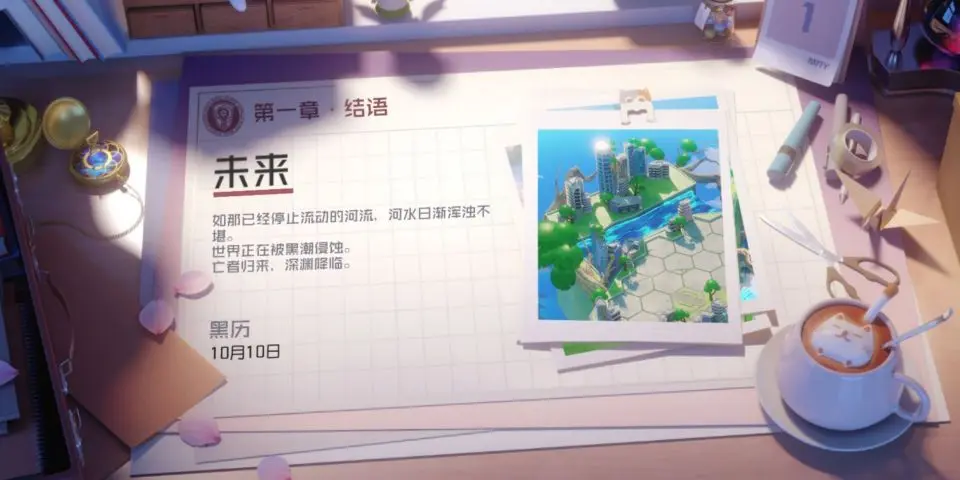 第一章·结语
未来
如那已经停止流动的河流，河水日渐浑浊不
堪。
世界正在被黑潮侵蚀。
亡者归来，深渊降临。
黑历
10月10日
1